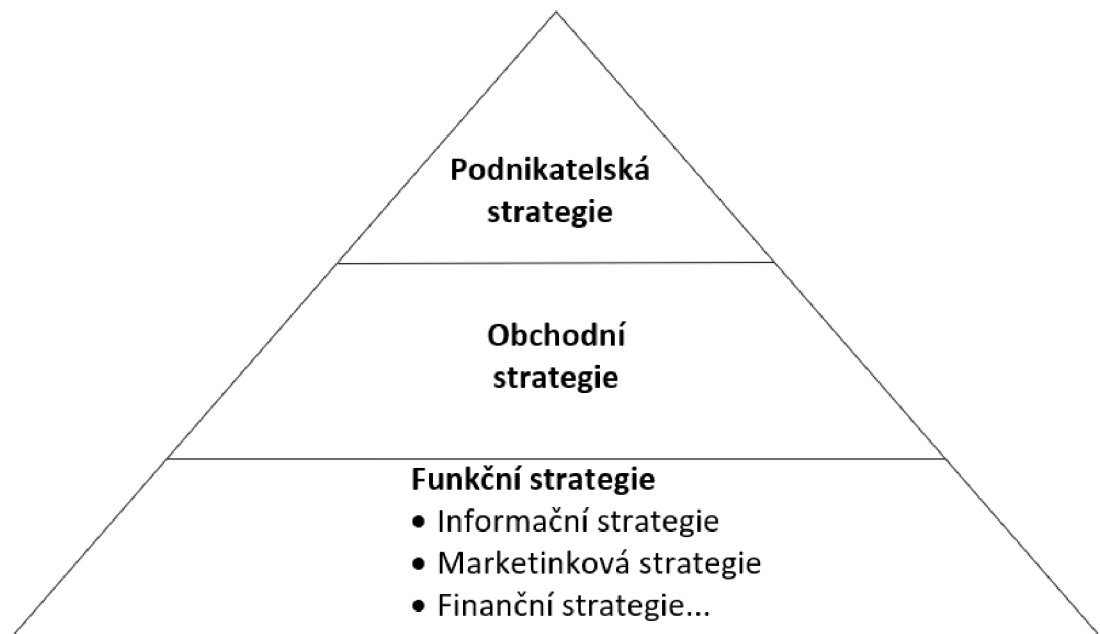 Podnikatelská
strategie
Obchodní
strategie
Funkční strategie
• Informační strategie
• Marketinková strategie
• Finanční strategie...